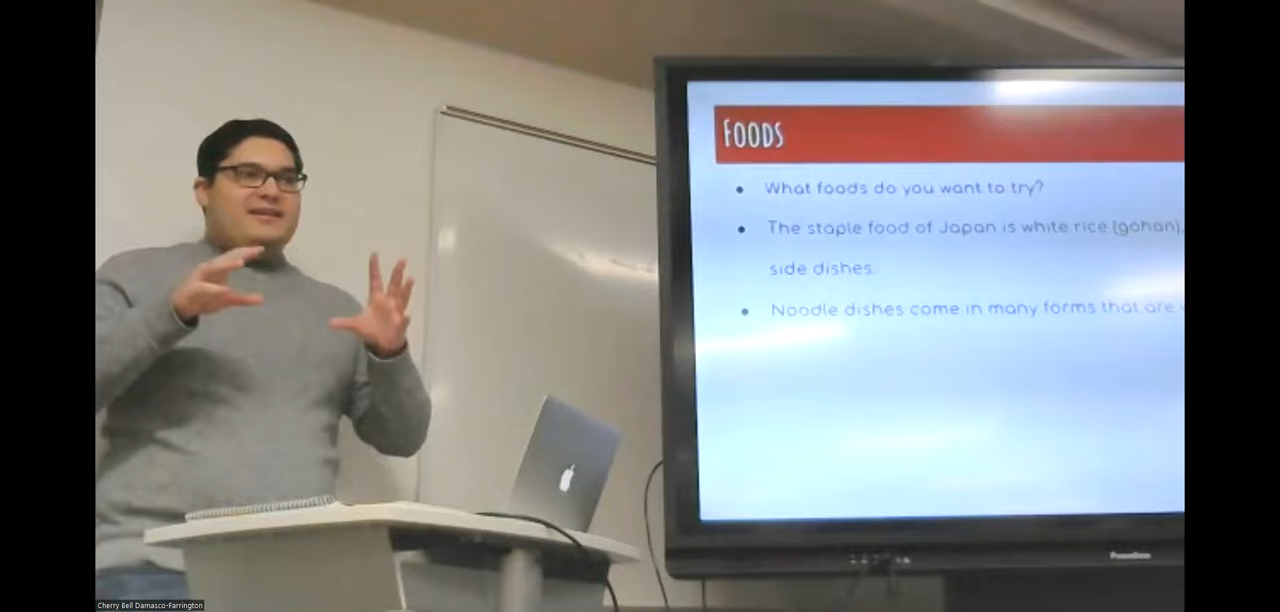 FOODS
What foods do you want to try?
The staple food of Japan is white rice (gohan),
side dishes.
Noodle dishes come in many forms that are
Promethean
Cherry Bell Damasco-Farrington